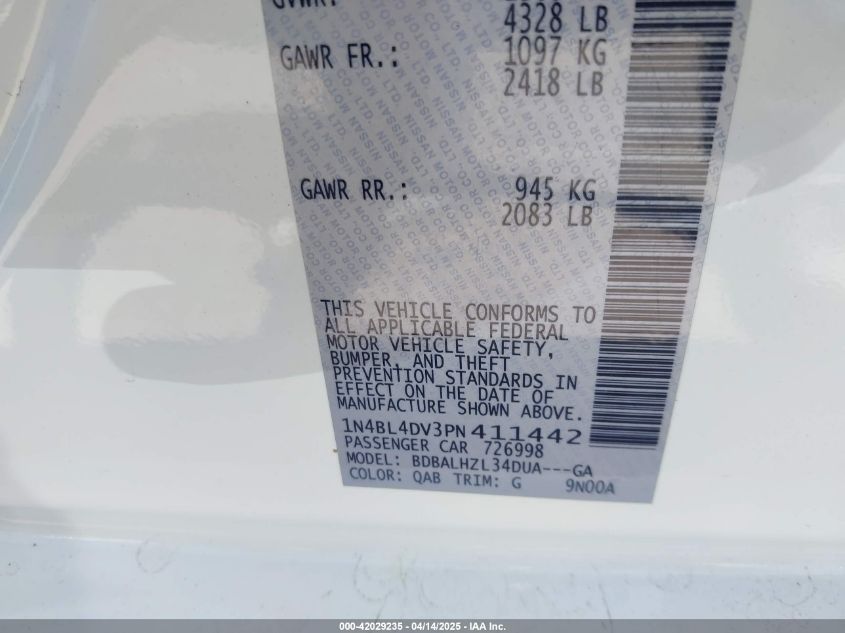 GVWR:
4328 LB
GAWR FR.: 1097 KG
2418 LB
GAWR RR.: 945 KG
2083 LB
THIS VEHICLE CONFORMS TO
ALL APPLICABLE FEDERAL
MOTOR VEHICLE SAFETY,
BUMPER, AND THEFT
PREVENTION STANDARDS IN
EFFECT ON THE DATE OF
MANUFACTURE SHOWN ABOVE.
1N4BL4DV3PN411442
PASSENGER CAR 726998
MODEL: BDBALHZL34DUA---GA
COLOR: QAB TRIM: G 9N00A
000-42029235 - 04/14/2025 - IAA Inc.